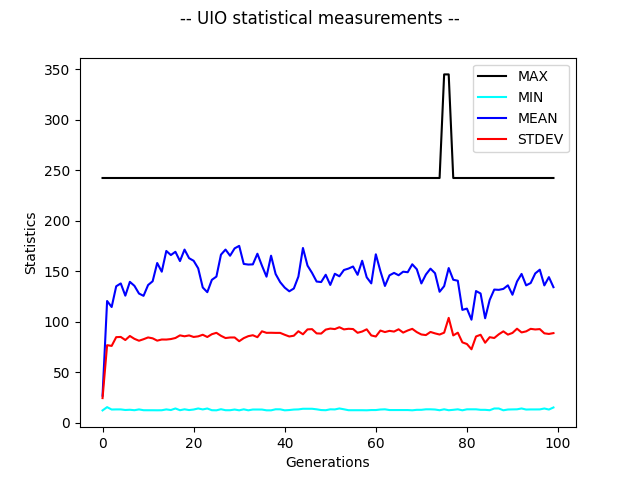 -- UIO statistical measurements --
350
300
250
200
150
100
50
0
Statistics
MAX
MIN
MEAN
STDEV
0 20 40 60 80 100
Generations